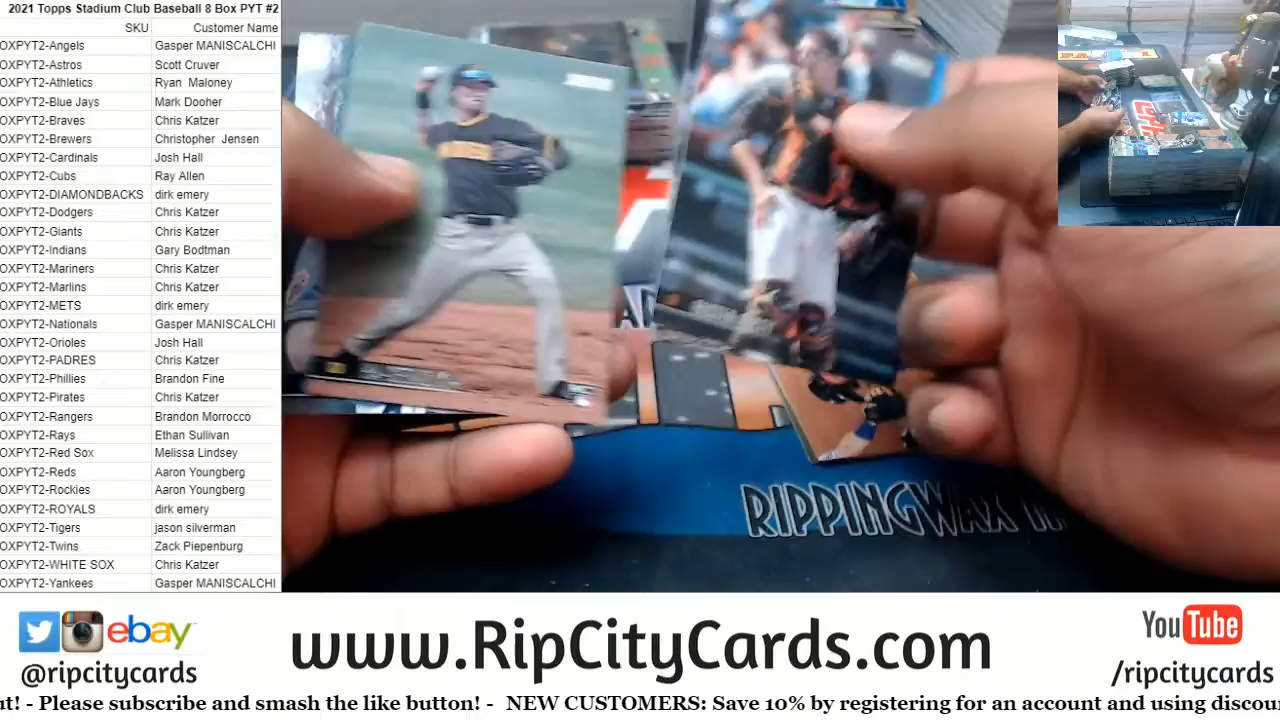 2021 Topps Stadium Club Baseball 8 Box PYT #2
SKU Customer Name
OXPYT2-Angels Gasper MANISCALCHI
OXPYT2-Astros Scott Cruver
OXPYT2-Athletics Ryan Maloney
OXPYT2-Blue Jays Mark Dooher
OXPYT2-Braves Chris Katzer
OXPYT2-Brewers Christopher Jensen
OXPYT2-Cardinals Josh Hall
OXPYT2-Cubs Ray Allen
OXPYT2-DIAMONDBACKS dirk emery
OXPYT2-Dodgers Chris Katzer
OXPYT2-Giants Chris Katzer
OXPYT2-Indians Gary Bodtman
OXPYT2-Mariners Chris Katzer
OXPYT2-Marlins Chris Katzer
OXPYT2-METS dirk emery
OXPYT2-Nationals Gasper MANISCALCHI
OXPYT2-Orioles Josh Hall
OXPYT2-PADRES Chris Katzer
OXPYT2-Phillies Brandon Fine
OXPYT2-Pirates Chris Katzer
OXPYT2-Rangers Brandon Morrocco
OXPYT2-Rays Ethan Sullivan
OXPYT2-Red Sox Melissa Lindsey
OXPYT2-Reds Aaron Youngberg
OXPYT2-Rockies Aaron Youngberg
OXPYT2-ROYALS dirk emery
OXPYT2-Tigers jason silverman
OXPYT2-Twins Zack Piepenburg
OXPYT2-WHITE SOX Chris Katzer
OXPYT2-Yankees Gasper MANISCALCHI
RIPPINGWAX
ebay
@ripcitycards
www.RipCityCards.com
YouTube
/ripcitycards
ut! - Please subscribe and smash the like button! - NEW CUSTOMERS: Save 10% by registering for an account and using discou